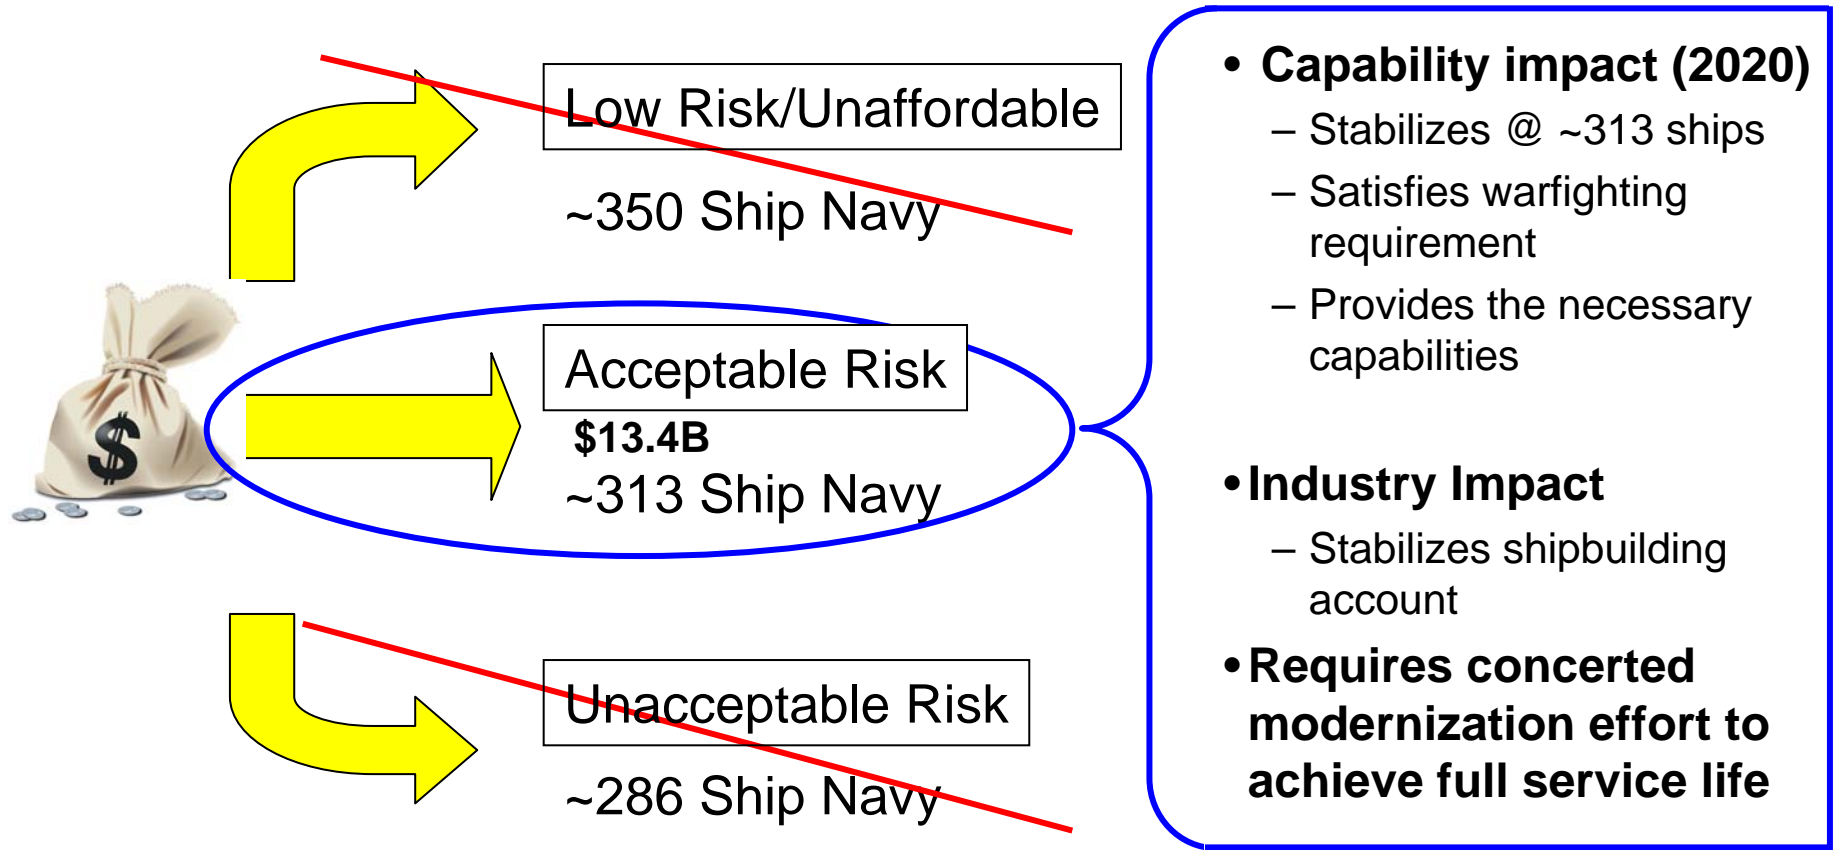 Low Risk/Unaffordable
~350 Ship Navy
$
Acceptable Risk
$13.4B
~313 Ship Navy
Unacceptable Risk
~286 Ship Navy
• Capability impact (2020)
– Stabilizes @ ~313 ships
– Satisfies warfighting
requirement
– Provides the necessary
capabilities
•Industry Impact
– Stabilizes shipbuilding
account
•Requires concerted
modernization effort to
achieve full service life